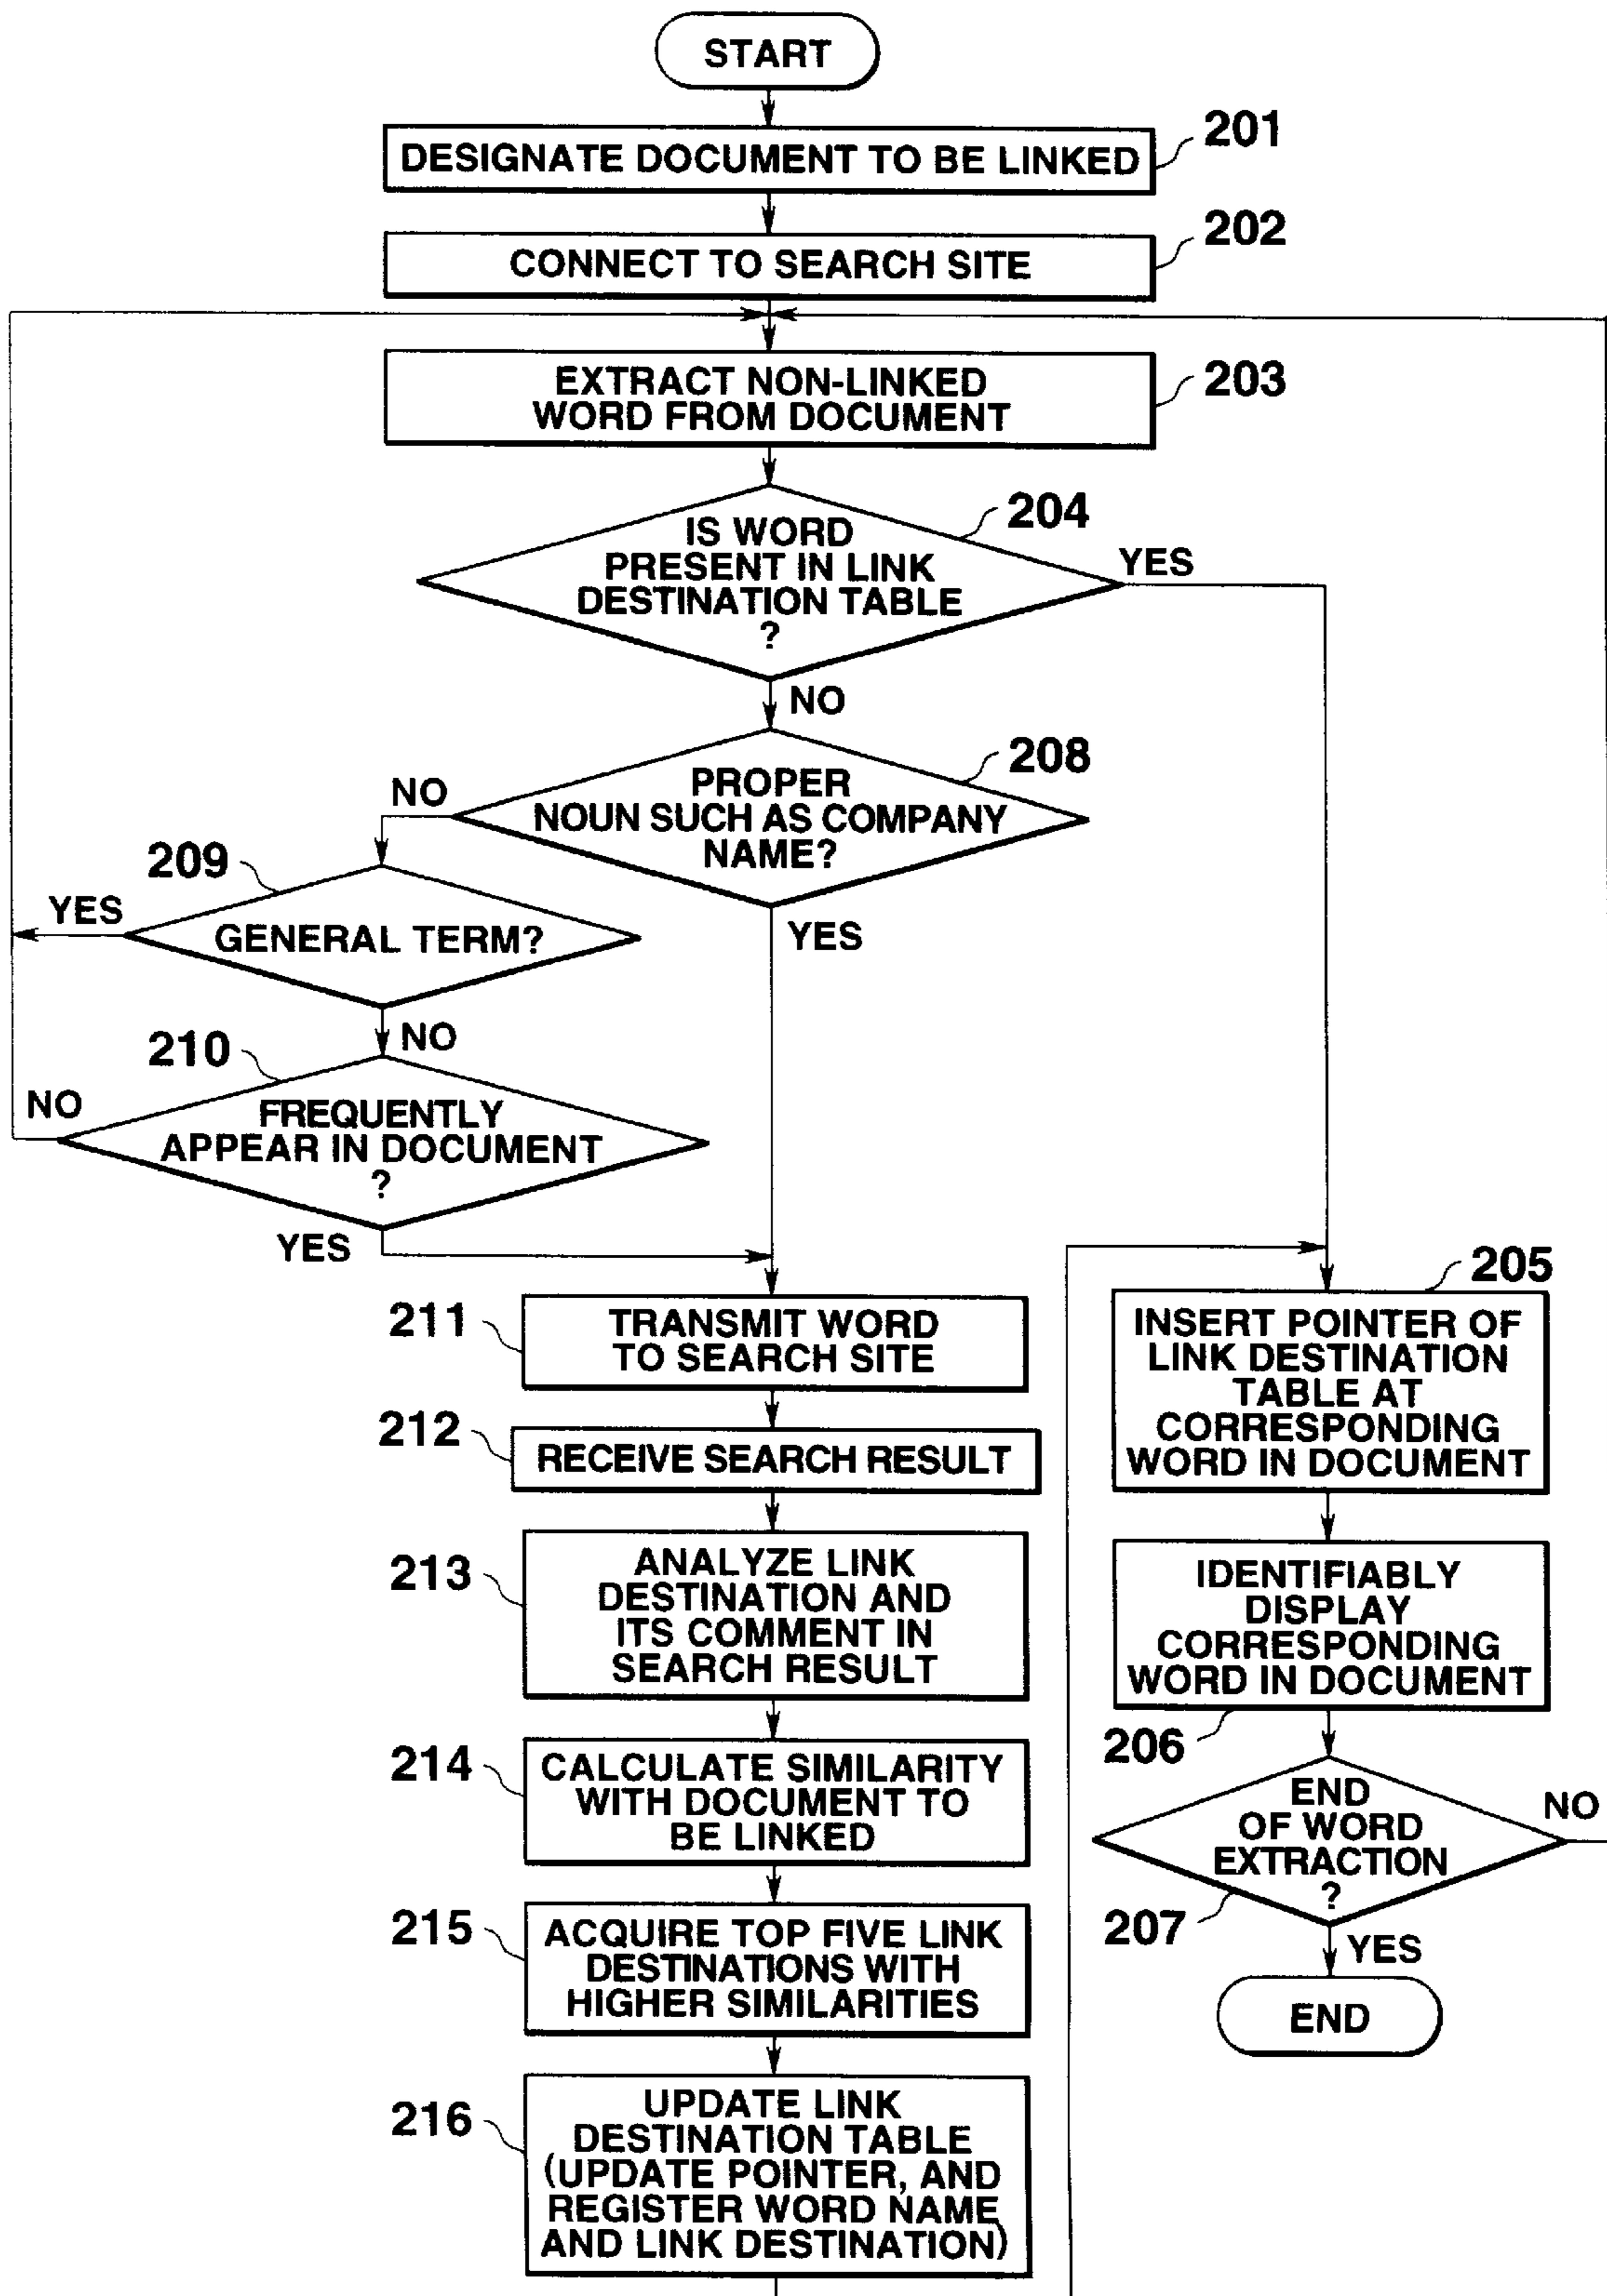 START
201
DESIGNATE DOCUMENT TO BE LINKED
202
CONNECT TO SEARCH SITE
203
EXTRACT NON-LINKED
WORD FROM DOCUMENT
204
IS WORD
PRESENT IN LINK
DESTINATION TABLE
?
YES
NO
208
PROPER
NOUN SUCH AS COMPANY
NAME?
NO
YES
209
GENERAL TERM?
YES
NO
210
FREQUENTLY
APPEAR IN DOCUMENT
?
NO
YES
211
TRANSMIT WORD
TO SEARCH SITE
212
RECEIVE SEARCH RESULT
213
ANALYZE LINK
DESTINATION AND
ITS COMMENT IN
SEARCH RESULT
214
CALCULATE SIMILARITY
WITH DOCUMENT TO
BE LINKED
215
ACQUIRE TOP FIVE LINK
DESTINATIONS WITH
HIGHER SIMILARITIES
216
UPDATE LINK
DESTINATION TABLE
(UPDATE POINTER, AND
REGISTER WORD NAME
AND LINK DESTINATION)
205
INSERT POINTER OF
LINK DESTINATION
TABLE AT
CORRESPONDING
WORD IN DOCUMENT
IDENTIFIABLY
DISPLAY
CORRESPONDING
WORD IN DOCUMENT
206
END
OF WORD
EXTRACTION
?
NO
207
YES
END